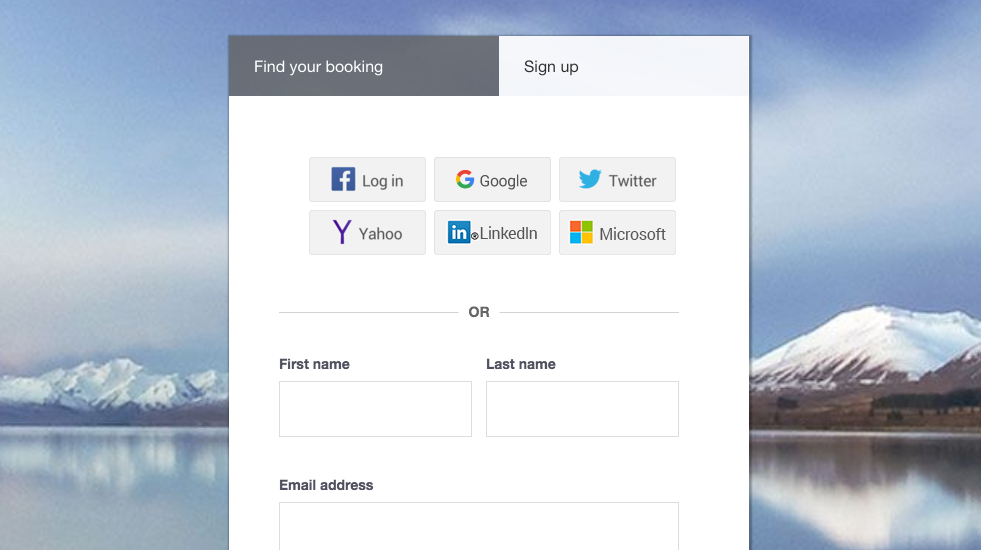 Find your booking
Sign up
Log in
Google
Twitter
Yahoo
in® LinkedIn
Microsoft
OR
First name
Last name
Email address